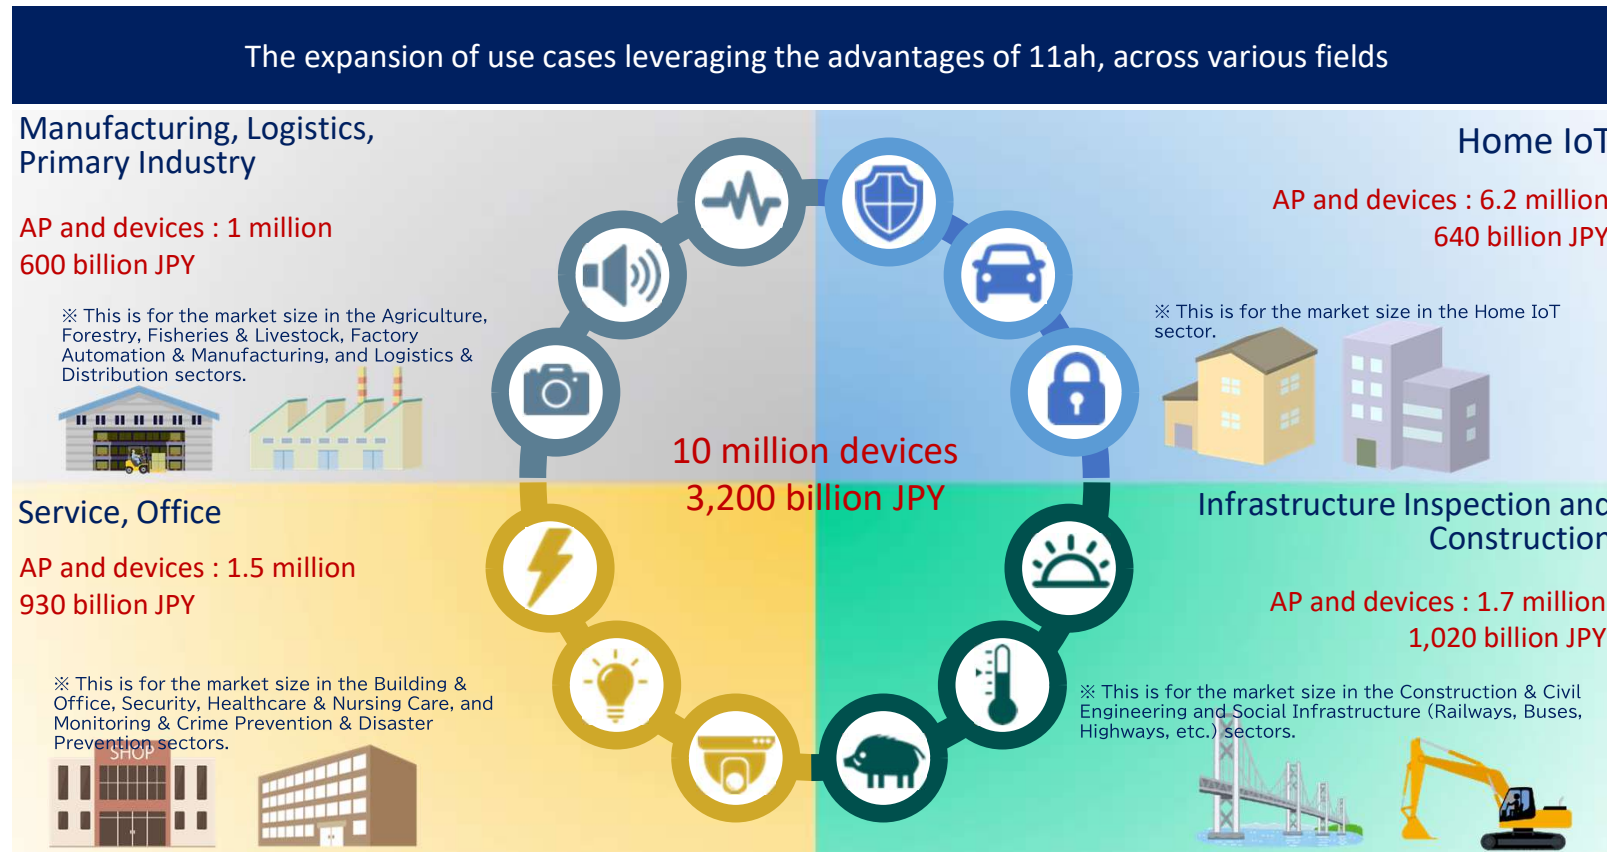 The expansion of use cases leveraging the advantages of 11ah, across various fields
Manufacturing, Logistics,
Primary Industry
AP and devices : 1 million
600 billion JPY
※ This is for the market size in the Agriculture,
Forestry, Fisheries & Livestock, Factory
Automation & Manufacturing, and Logistics &
Distribution sectors.
Home IoT
AP and devices : 6.2 million
640 billion JPY
※ This is for the market size in the Home IoT
sector.
10 million devices
3,200 billion JPY
Service, Office
AP and devices : 1.5 million
930 billion JPY
※ This is for the market size in the Building &
Office, Security, Healthcare & Nursing Care, and
Monitoring & Crime Prevention & Disaster
Prevention sectors.
SHOP
Infrastructure Inspection and
Construction
AP and devices : 1.7 million
1,020 billion JPY
※ This is for the market size in the Construction & Civil
Engineering and Social Infrastructure (Railways, Buses,
Highways, etc.) sectors.